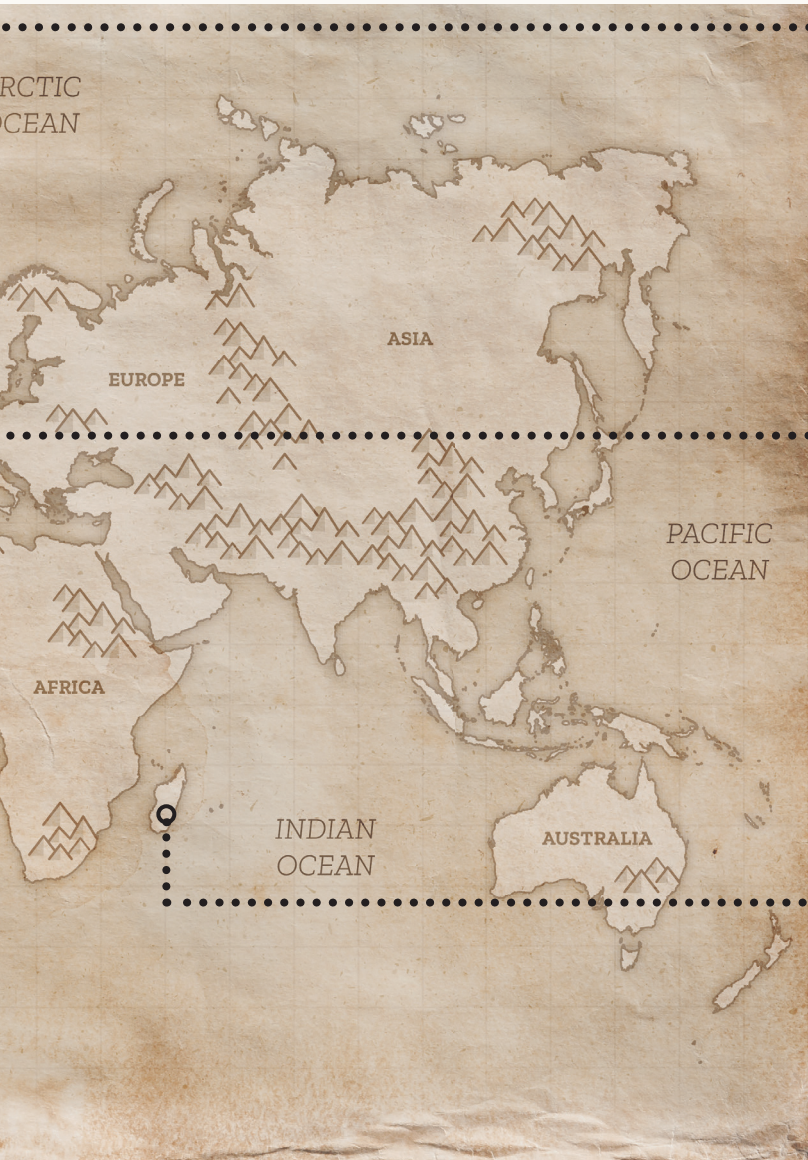 RCTIC
OCEAN
ASIA
EUROPE
PACIFIC
OCEAN
AFRICA
INDIAN
OCEAN
AUSTRALIA